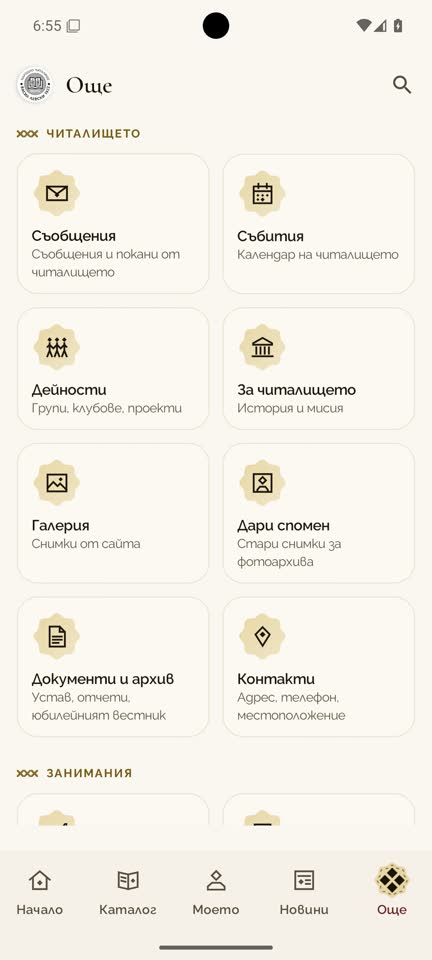 6:55
Още
ЧИТАЛИЩЕТО
Съобщения
Съобщения и покани от
читалището
Събития
Календар на читалището
Дейности
Групи, клубове, проекти
За читалището
История и мисия
Галерия
Снимки от сайта
Дари спомен
Стари снимки за
фотоархива
Документи и архив
Устав, отчети,
юбилейният вестник
Контакти
Адрес, телефон,
местоположение
ЗАНИМАНИЯ
Начало
Каталог
Моето
Новини
Още